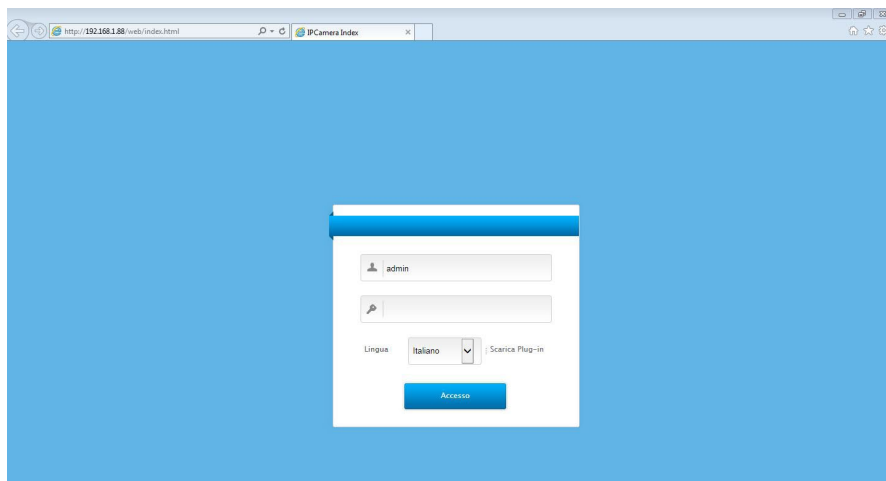 http://192.168.1.88/web/index.html
IPCamera Index
admin
Lingua
Italiano
| Scarica Plug-in
Accesso